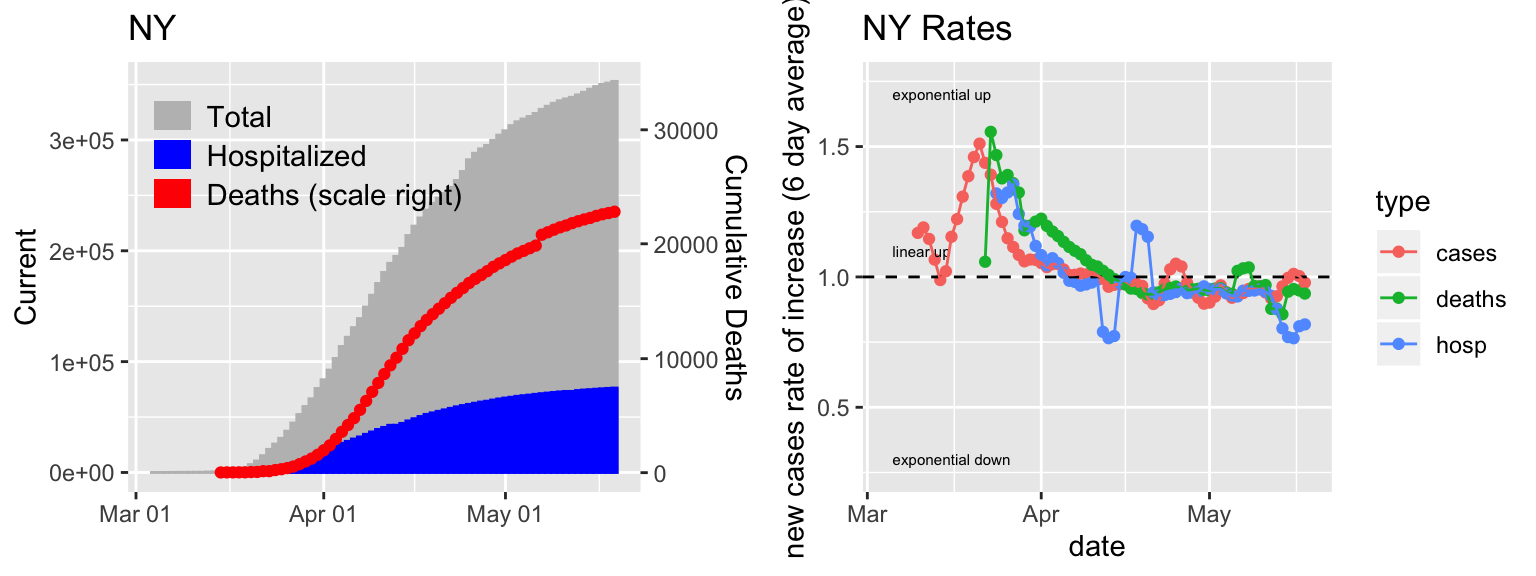 NY
Total
Hospitalized
Deaths (scale right)
Current
3e+05
2e+05
1e+05
0e+00
30000
20000
10000
0
Cumulative Deaths
Mar 01
Apr 01
May 01
NY Rates
new cases rate of increase (6 day average)
exponential up
linear up
exponential down
1.5
1.0
0.5
Mar
Apr
May
date
type
cases
deaths
hosp